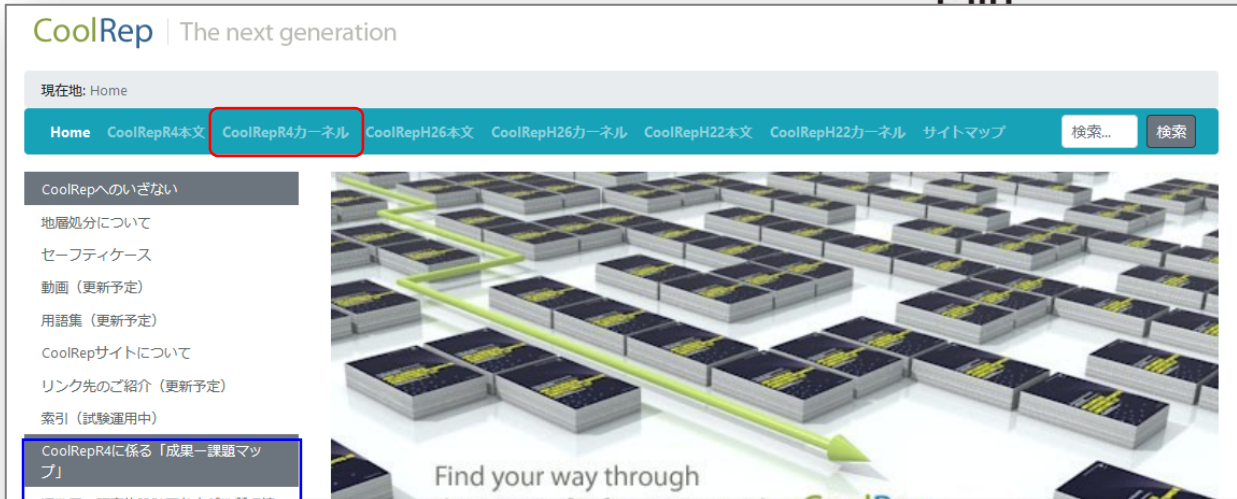 CoolRep | The next generation
現在地: Home
Home CoolRepR4本文 CoolRepR4カーネル CoolRepH26本文 CoolRepH26カーネル CoolRepH22本文 CoolRepH22カーネル サイトマップ 検索... 検索
CoolRepへのいざない
地層処分について
セーフティケース
動画（更新予定）
用語集（更新予定）
CoolRepサイトについて
リンク先のご紹介（更新予定）
索引（試験運用中）
CoolRepR4に係る「成果ー課題マッ
プ」
Find your way through